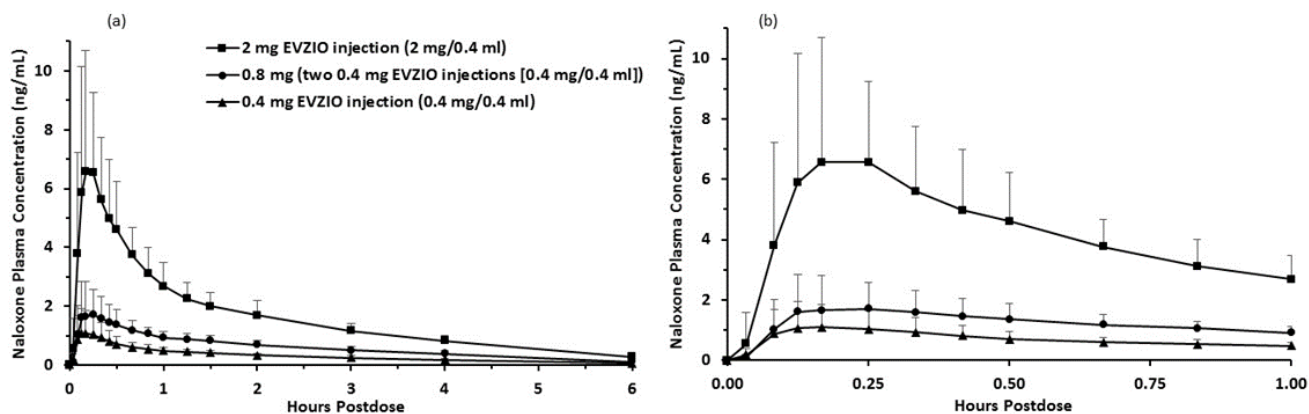 (a)
2 mg EVZIO injection (2 mg/0.4 ml)
0.8 mg (two 0.4 mg EVZIO injections [0.4 mg/0.4 ml])
0.4 mg EVZIO injection (0.4 mg/0.4 ml)
Naloxone Plasma Concentration (ng/mL)
10
8
6
4
2
0
0
1
2
3
4
5
6
Hours Postdose
(b)
Naloxone Plasma Concentration (ng/mL)
10
8
6
4
2
0
0.00
0.25
0.50
0.75
1.00
Hours Postdose